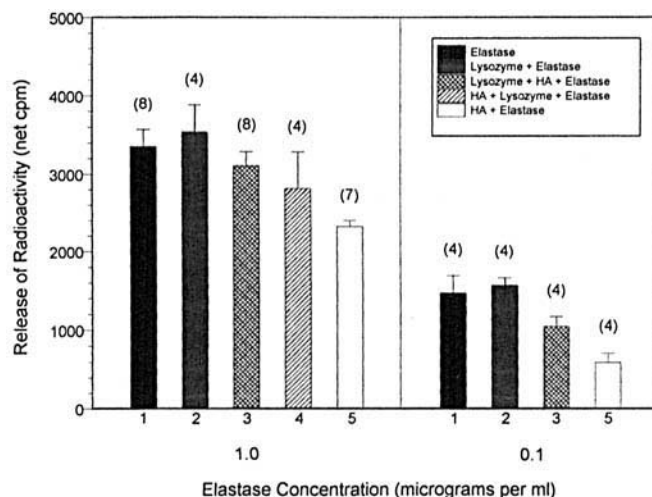 5000
4000
3000
2000
1000
0
Release of Radioactivity (net cpm)
Elastase
Lysozyme + Elastase
Lysozyme + HA + Elastase
HA + Lysozyme + Elastase
HA + Elastase
(8)
(4)
(8)
(4)
(7)
(4)
(4)
(4)
(4)
1 2 3 4 5 1 2 3 5
1.0 0.1
Elastase Concentration (micrograms per ml)